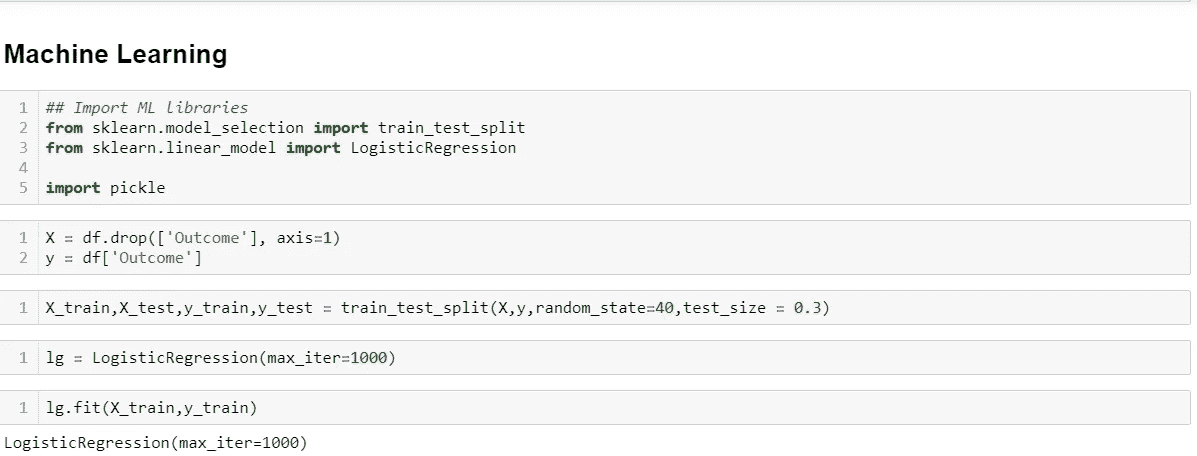 Machine Learning
1 ## Import ML libraries
2 from sklearn.model_selection import train_test_split
3 from sklearn.linear_model import LogisticRegression
4
5 import pickle
1 X = df.drop(['Outcome'], axis=1)
2 y = df['Outcome']
1 X_train,X_test,y_train,y_test = train_test_split(X,y,random_state=40,test_size = 0.3)
1 lg = LogisticRegression(max_iter=1000)
1 lg.fit(X_train,y_train)
LogisticRegression(max_iter=1000)